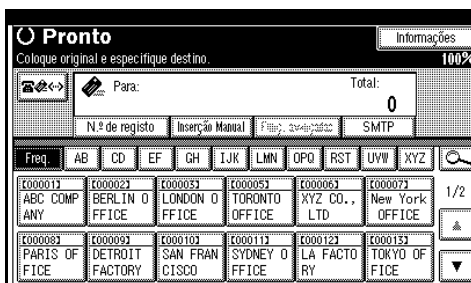 Pronto
Informações
Coloque original e especifique destino.
100%
Para:
Total:
0
N.º de registo
Inserção Manual
SMTP
Freq.
AB
CD
EF
GH
IJK
LMN
OPQ
RST
UVW
XYZ
[00001]
[00002]
[00003]
[00005]
[00006]
[00007]
ABC COMP
BERLIN O
LONDON O
TORONTO
XYZ CO.,
New York
ANY
FFICE
FFICE
OFFICE
LTD
OFFICE
1/2
[00008]
[00009]
[00010]
[00011]
[00012]
[00013]
PARIS OF
DETROIT
SAN FRAN
SYDNEY O
LA FACTO
TOKYO OF
FICE
FACTORY
CISCO
FFICE
RY
FICE